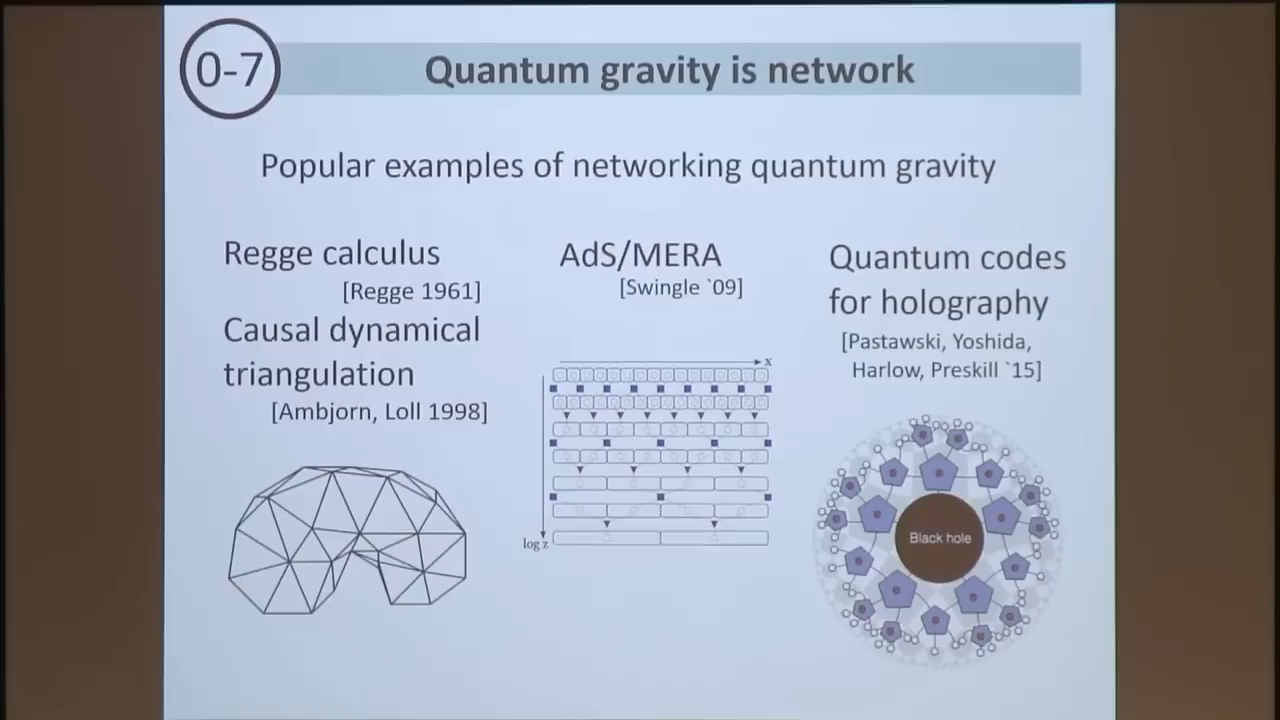 0-7
Quantum gravity is network
Popular examples of networking quantum gravity
Regge calculus
[Regge 1961]
Causal dynamical
triangulation
[Ambjorn, Loll 1998]
AdS/MERA
[Swingle `09]
x
log z
Quantum codes
for holography
[Pastawski, Yoshida,
Harlow, Preskill `15]
Black hole